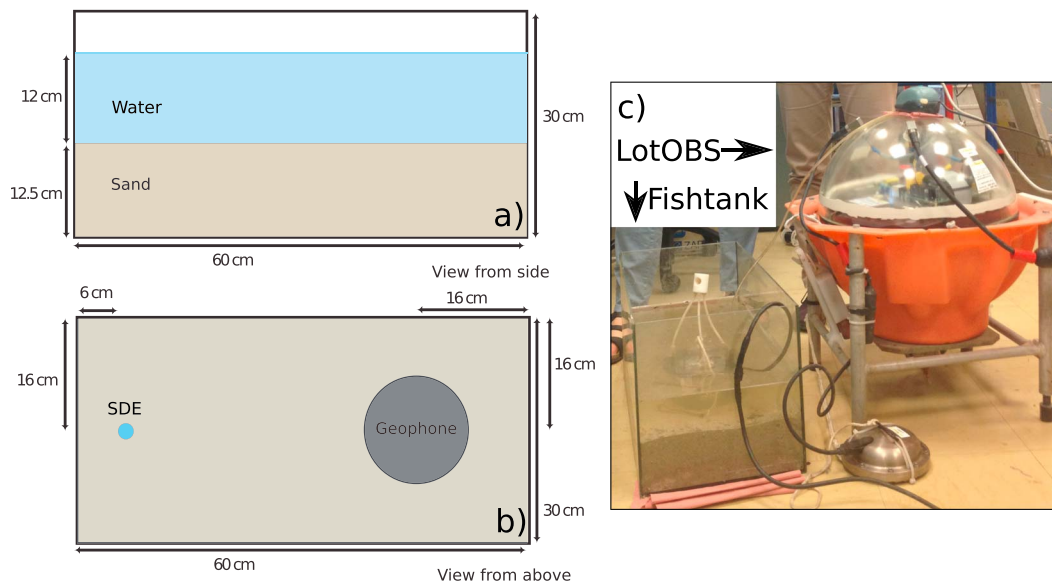 12 cm
Water
30 cm
12.5 cm
Sand
a)
60 cm
View from side
6 cm
16 cm
16 cm
16 cm
SDE
Geophone
b)
30 cm
60 cm
View from above
c)
LotOBS
Fishtank